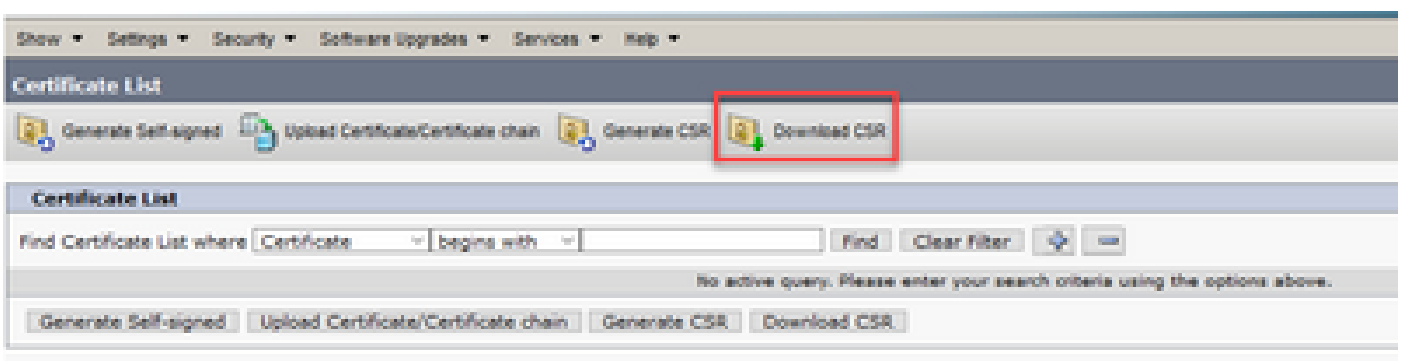 Show Settings Security Software Upgrades Services Help
Certificate List
Generate Self-signed Upload Certificate/Certificate chain Generate CSR Download CSR
Certificate List
Find Certificate List where Certificate begins with Find Clear Filter
No active query. Please enter your search criteria using the options above.
Generate Self-signed Upload Certificate/Certificate chain Generate CSR Download CSR